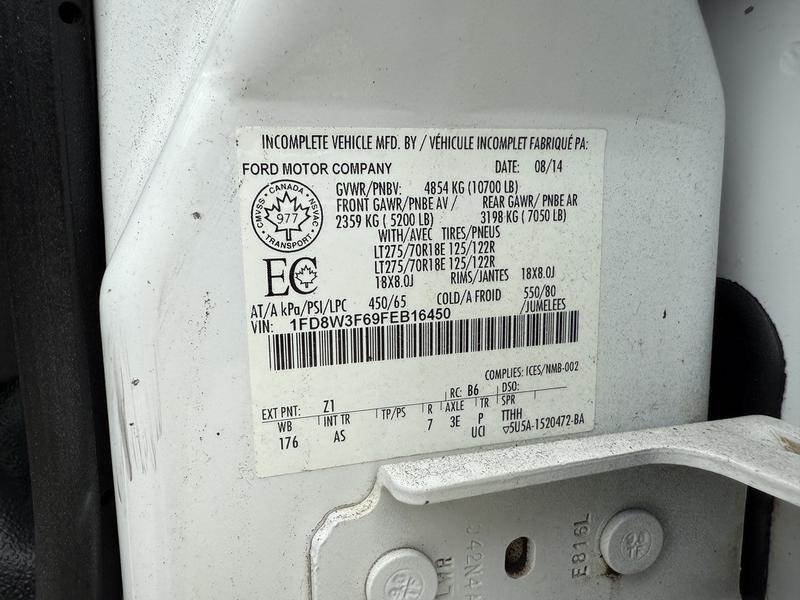 INCOMPLETE VEHICLE MFD. BY / VÉHICULE INCOMPLET FABRIQUÉ PA:
FORD MOTOR COMPANY DATE: 08/14
GVWR/PNBV: 4854 KG (10700 LB)
FRONT GAWR/PNBE AV / REAR GAWR/ PNBE AR
2359 KG ( 5200 LB) 3198 KG ( 7050 LB)
WITH/AVEC TIRES/PNEUS
LT275/70R18E 125/122R
LT275/70R18E 125/122R
18X8.0J RIMS/JANTES 18X8.0J
CMVSS · CANADA · NSVAC
977
TRANSPORT
EC
AT/A kPa/PSI/LPC 450/65 COLD/A FROID 550/80
/JUMELEES
VIN: 1FD8W3F69FEB16450
COMPLIES: ICES/NMB-002
EXT PNT: Z1 RC: B6 DSO:
WB INT TR TP/PS R AXLE TR SPR
176 AS 7 3E P TTHH
UCI ▽5U5A-1520472-BA
E816L